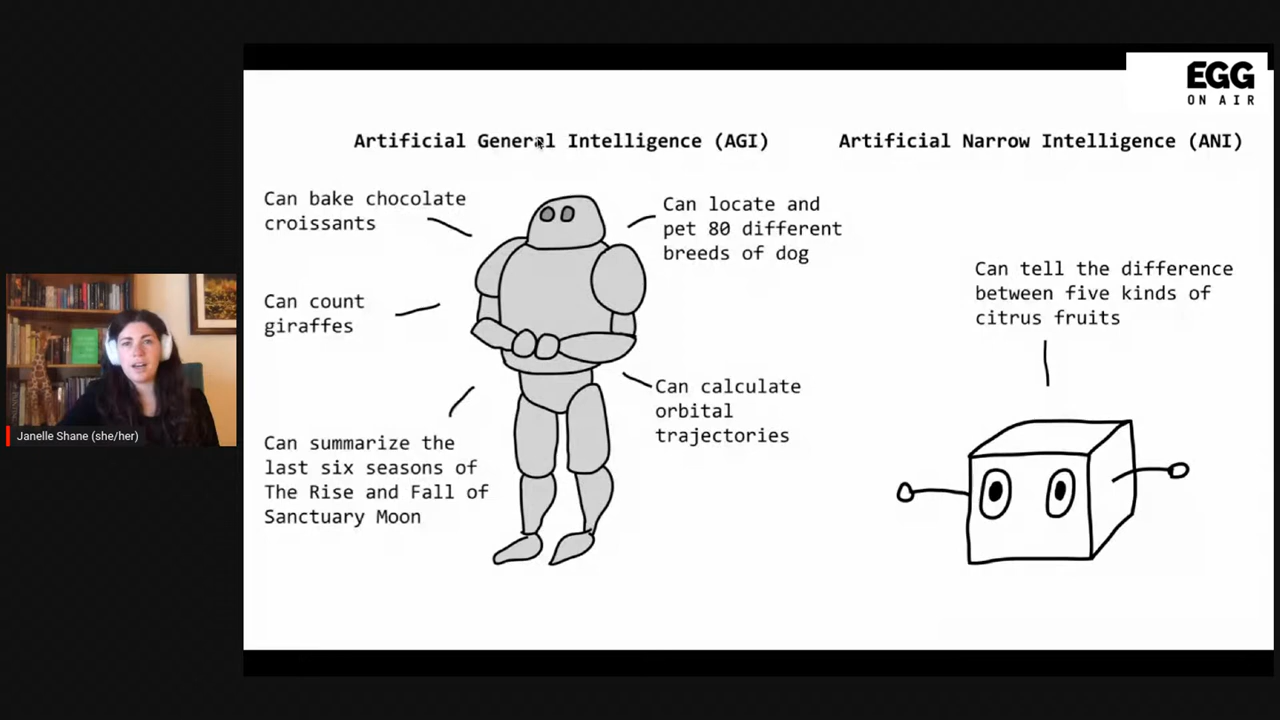 EGG
ON AIR
Artificial General Intelligence (AGI)
Artificial Narrow Intelligence (ANI)
Can bake chocolate
croissants
Can locate and
pet 80 different
breeds of dog
Can count
giraffes
Can calculate
orbital
trajectories
Can summarize the
last six seasons of
The Rise and Fall of
Sanctuary Moon
Can tell the difference
between five kinds of
citrus fruits
Janelle Shane (she/her)